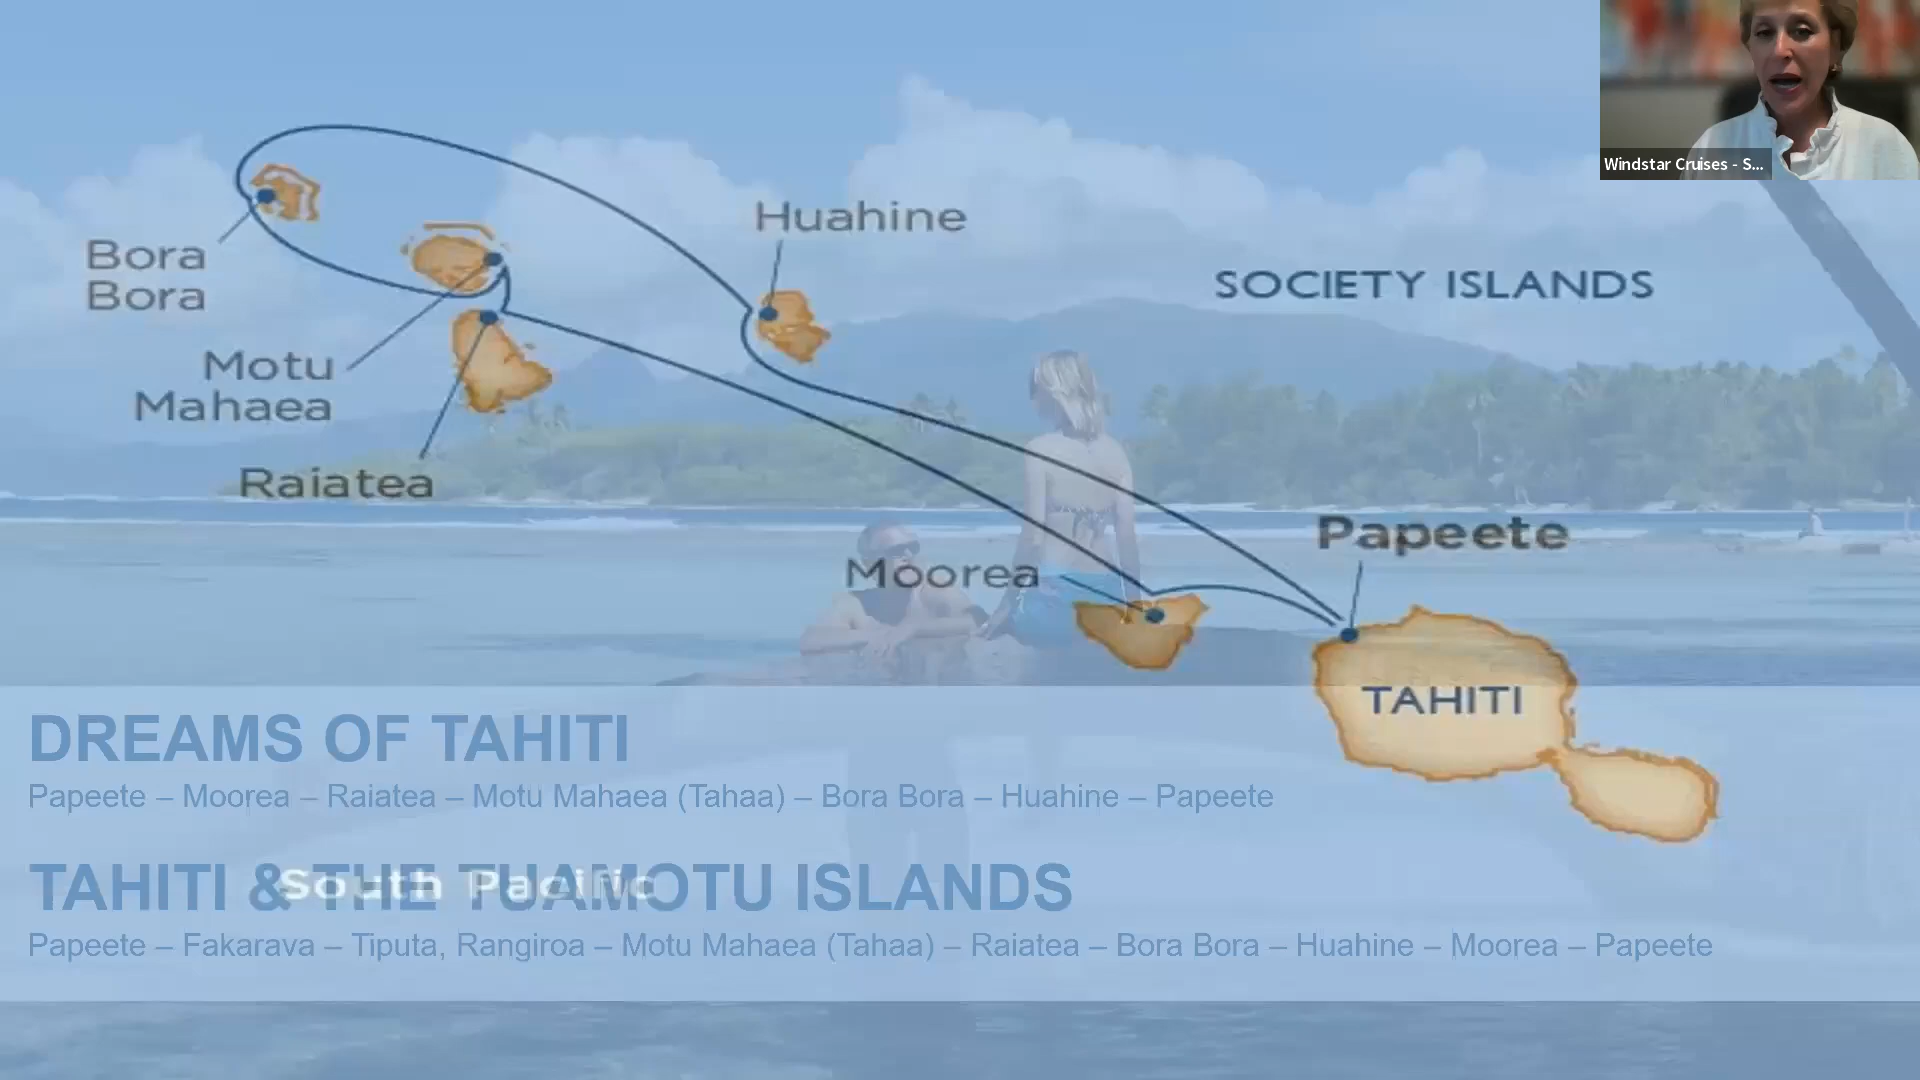 Windstar Cruises - S...
Huahine
Bora
Bora
SOCIETY ISLANDS
Motu
Mahaea
Raiatea
Papeete
Moorea
TAHITI
DREAMS OF TAHITI
Papeete – Moorea – Raiatea – Motu Mahaea (Tahaa) – Bora Bora – Huahine – Papeete
TAHITI & THE TUAMOTU ISLANDS
South Pacific
Papeete – Fakarava – Tiputa, Rangiroa – Motu Mahaea (Tahaa) – Raiatea – Bora Bora – Huahine – Moorea – Papeete